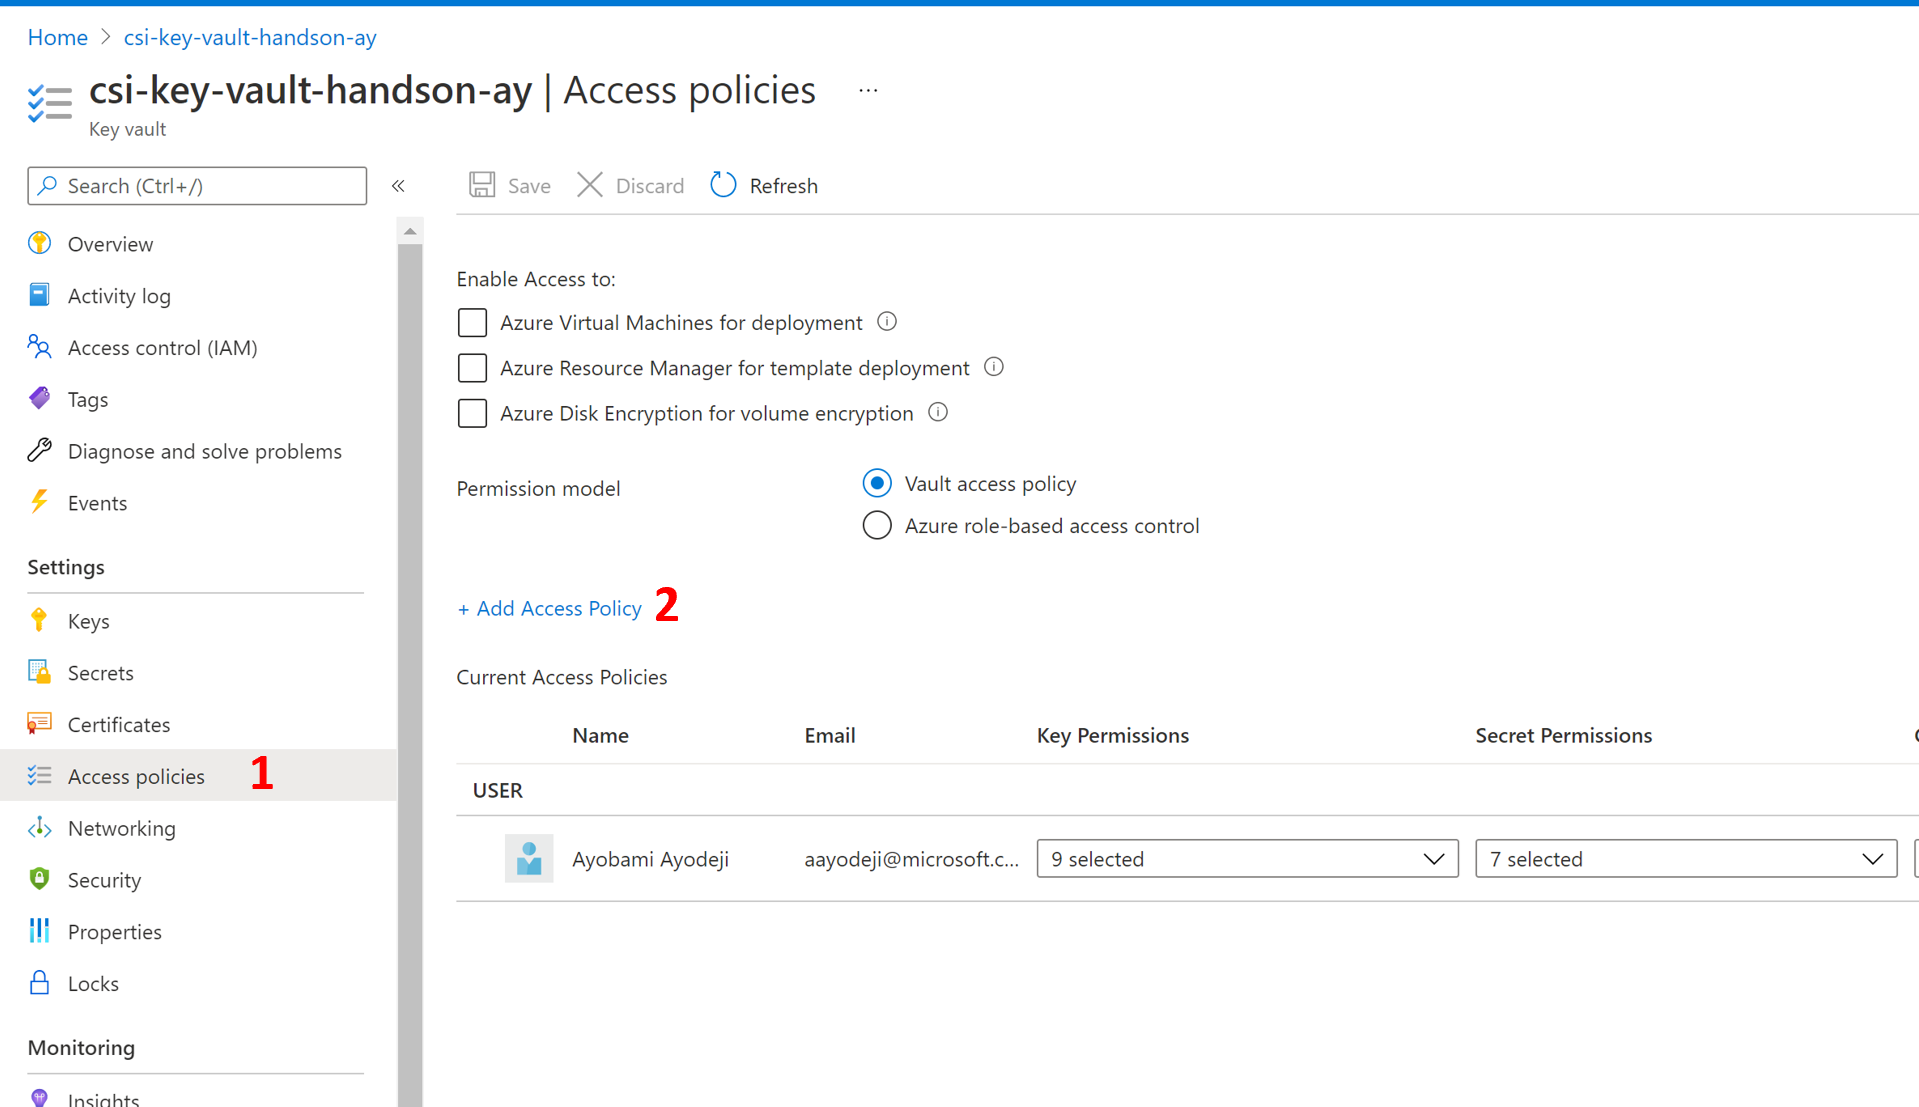 Home > csi-key-vault-handson-ay
csi-key-vault-handson-ay | Access policies ...
Key vault
Search (Ctrl+/) «
Save Discard Refresh
Overview
Activity log
Access control (IAM)
Tags
Diagnose and solve problems
Events
Settings
Keys
Secrets
Certificates
Access policies 1
Networking
Security
Properties
Locks
Monitoring
Insights
Enable Access to:
Azure Virtual Machines for deployment
Azure Resource Manager for template deployment
Azure Disk Encryption for volume encryption
Permission model
Vault access policy
Azure role-based access control
+ Add Access Policy 2
Current Access Policies
Name Email Key Permissions Secret Permissions
USER
Ayobami Ayodeji aayodeji@microsoft.c... 9 selected 7 selected